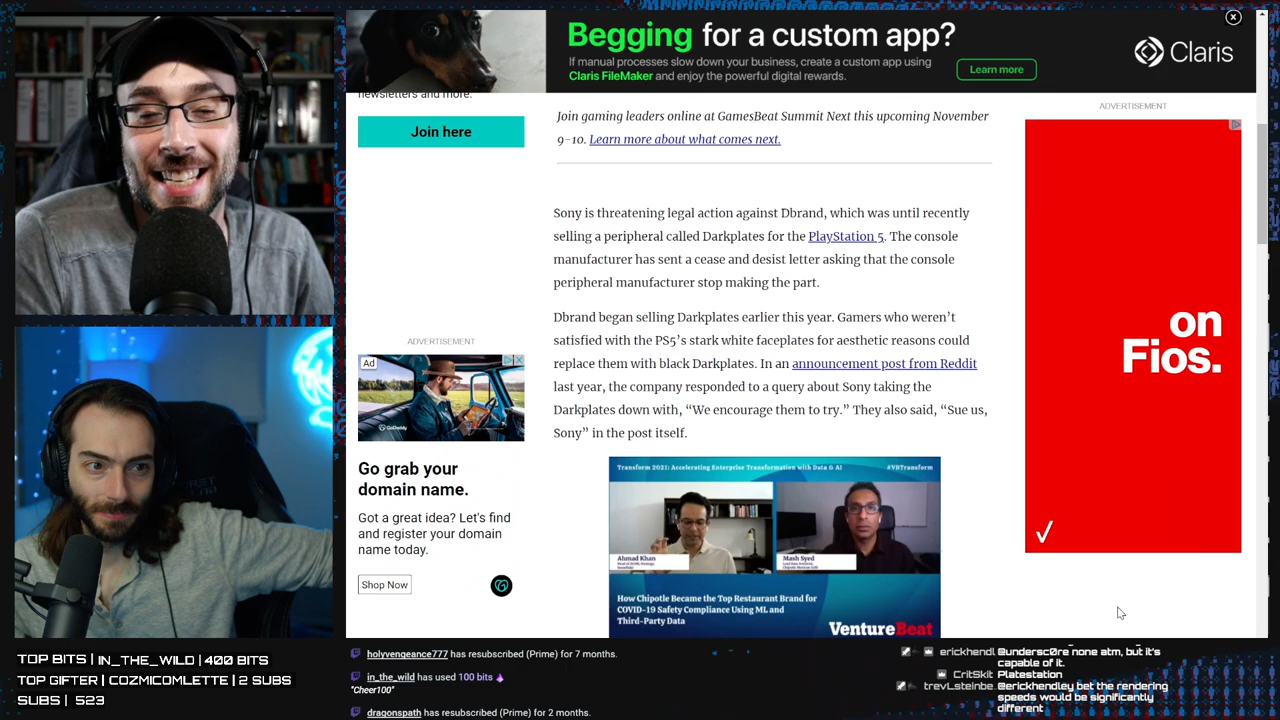 Begging for a custom app?
If manual processes slow down your business, create a custom app using
Claris FileMaker and enjoy the powerful digital rewards.
Learn more
Claris
newsletters and more.
Join here
Join gaming leaders online at GamesBeat Summit Next this upcoming November
9-10. Learn more about what comes next.
ADVERTISEMENT
Sony is threatening legal action against Dbrand, which was until recently
selling a peripheral called Darkplates for the PlayStation 5. The console
manufacturer has sent a cease and desist letter asking that the console
peripheral manufacturer stop making the part.
Dbrand began selling Darkplates earlier this year. Gamers who weren’t
satisfied with the PS5’s stark white faceplates for aesthetic reasons could
replace them with black Darkplates. In an announcement post from Reddit
last year, the company responded to a query about Sony taking the
Darkplates down with, “We encourage them to try.” They also said, “Sue us,
Sony” in the post itself.
on
Fios.
ADVERTISEMENT
Ad
GoDaddy
Go grab your
domain name.
Got a great idea? Let's find
and register your domain
name today.
Shop Now
Transform 2021: Accelerating Enterprise Transformation with Data & AI
#VBTransform
Ahmad Khan
Mash Syed
How Chipotle Became the Top Restaurant Brand for
COVID-19 Safety Compliance Using ML and
Third-Party Data
VentureBeat
TOP BITS | IN_THE_WILD | 400 BITS
TOP GIFTER | COZMICOMLETTE | 2 SUBS
SUBS | 523
holyvengeance777 has resubscribed (Prime) for 7 months.
in_the_wild has used 100 bits
"Cheer100"
dragonspath has resubscribed (Prime) for 2 months.
erickhendl @undersc0re none atm, but it's
capable of it.
CritSkit Platestation
trevl_steinbe. @erickhendley bet the rendering
speeds would be significantly
different